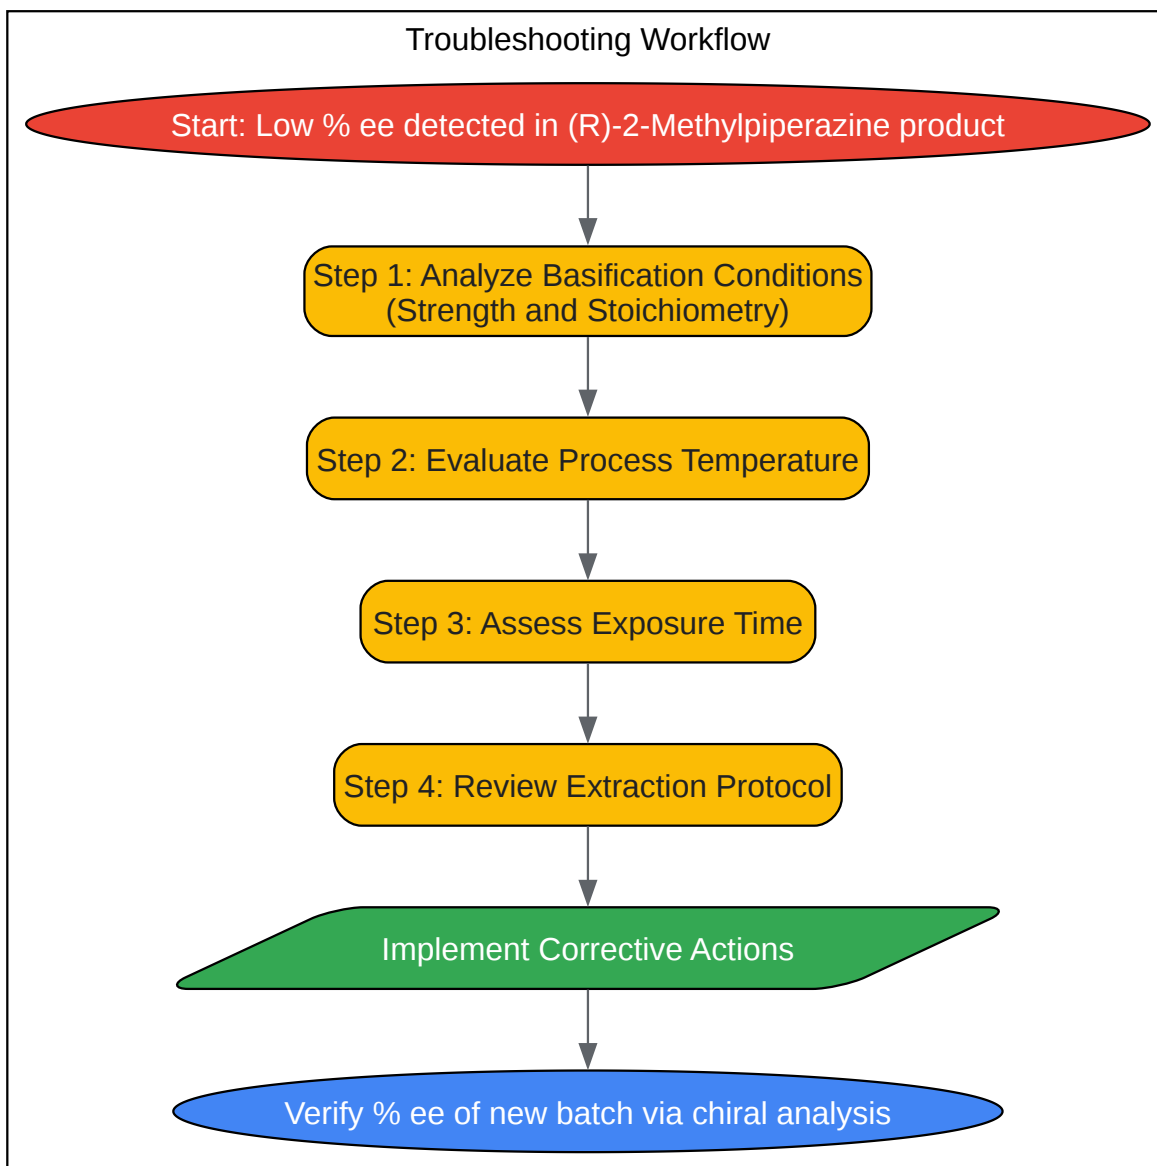 Troubleshooting Workflow
Start: Low % ee detected in (R)-2-Methylpiperazine product
Step 1: Analyze Basification Conditions
(Strength and Stoichiometry)
Step 2: Evaluate Process Temperature
Step 3: Assess Exposure Time
Step 4: Review Extraction Protocol
Implement Corrective Actions
Verify % ee of new batch via chiral analysis